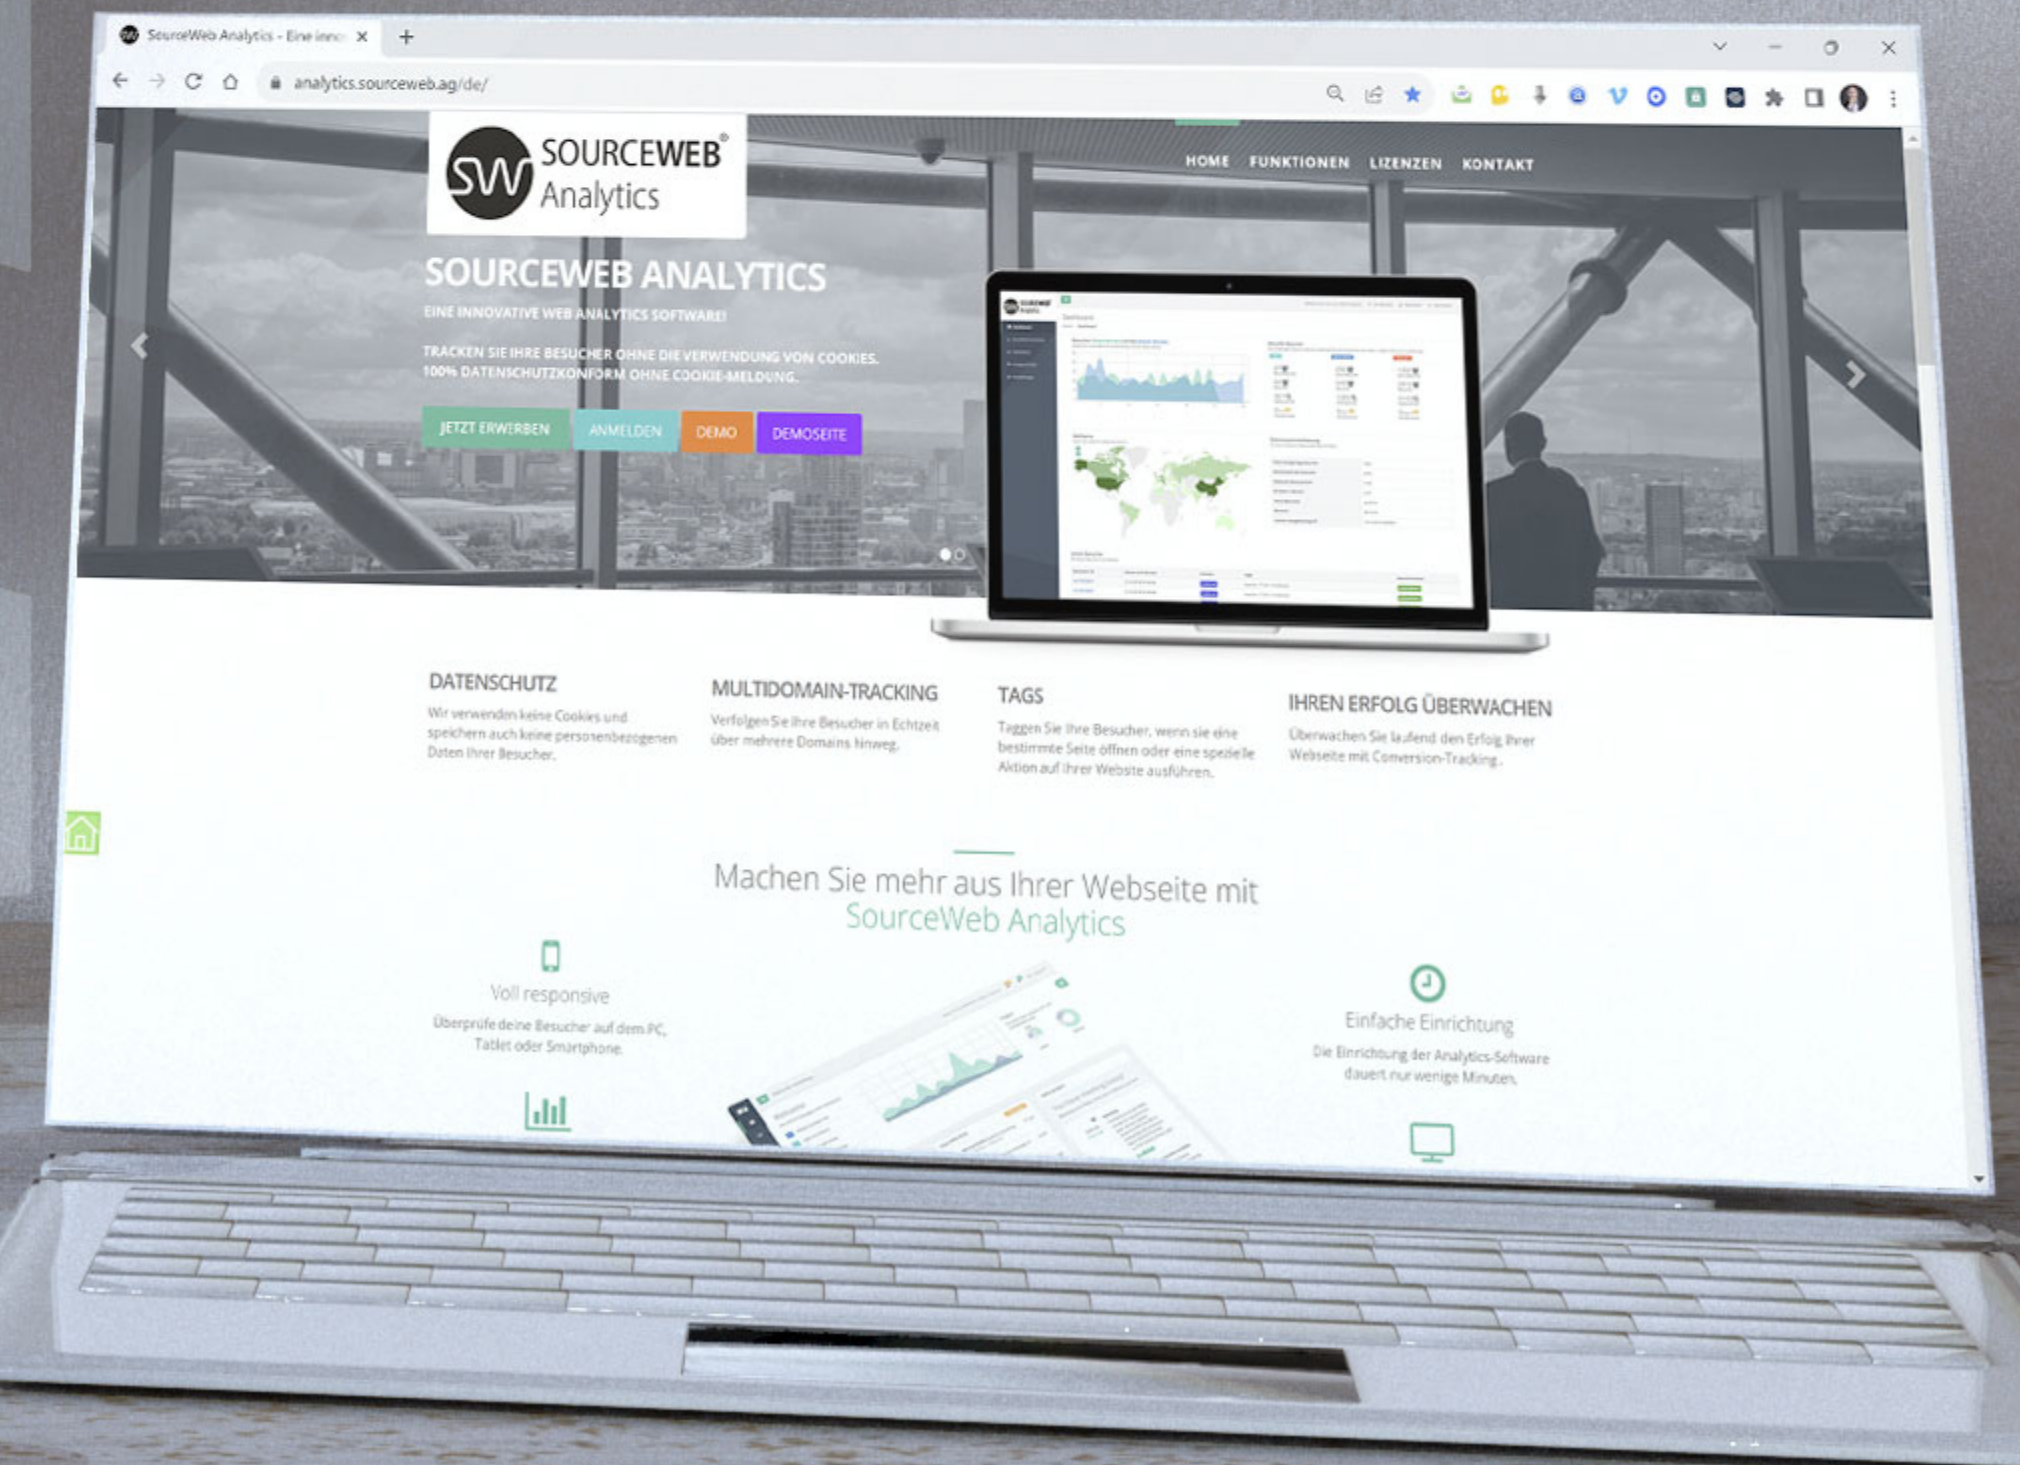 SourceWeb Analytics - Eine inno
analytics.sourceweb.ag/de/
SW SOURCEWEB®
Analytics
HOME FUNKTIONEN LIZENZEN KONTAKT
SOURCEWEB ANALYTICS
EINE INNOVATIVE WEB ANALYTICS SOFTWARE!
TRACKEN SIE IHRE BESUCHER OHNE DIE VERWENDUNG VON COOKIES.
100% DATENSCHUTZKONFORM OHNE COOKIE-MELDUNG.
JETZT ERWERBEN ANMELDEN DEMO DEMOSEITE
DATENSCHUTZ
Wir verwenden keine Cookies und
speichern auch keine personenbezogenen
Daten Ihrer Besucher.
MULTIDOMAIN-TRACKING
Verfolgen Sie Ihre Besucher in Echtzeit
über mehrere Domains hinweg.
TAGS
Taggen Sie Ihre Besucher, wenn sie eine
bestimmte Seite öffnen oder eine spezielle
Aktion auf Ihrer Website ausführen.
IHREN ERFOLG ÜBERWACHEN
Überwachen Sie laufend den Erfolg Ihrer
Webseite mit Conversion-Tracking.
Machen Sie mehr aus Ihrer Webseite mit
SourceWeb Analytics
Voll responsive
Überprüfe deine Besucher auf dem PC,
Tablet oder Smartphone.
Einfache Einrichtung
Die Einrichtung der Analytics-Software
dauert nur wenige Minuten.